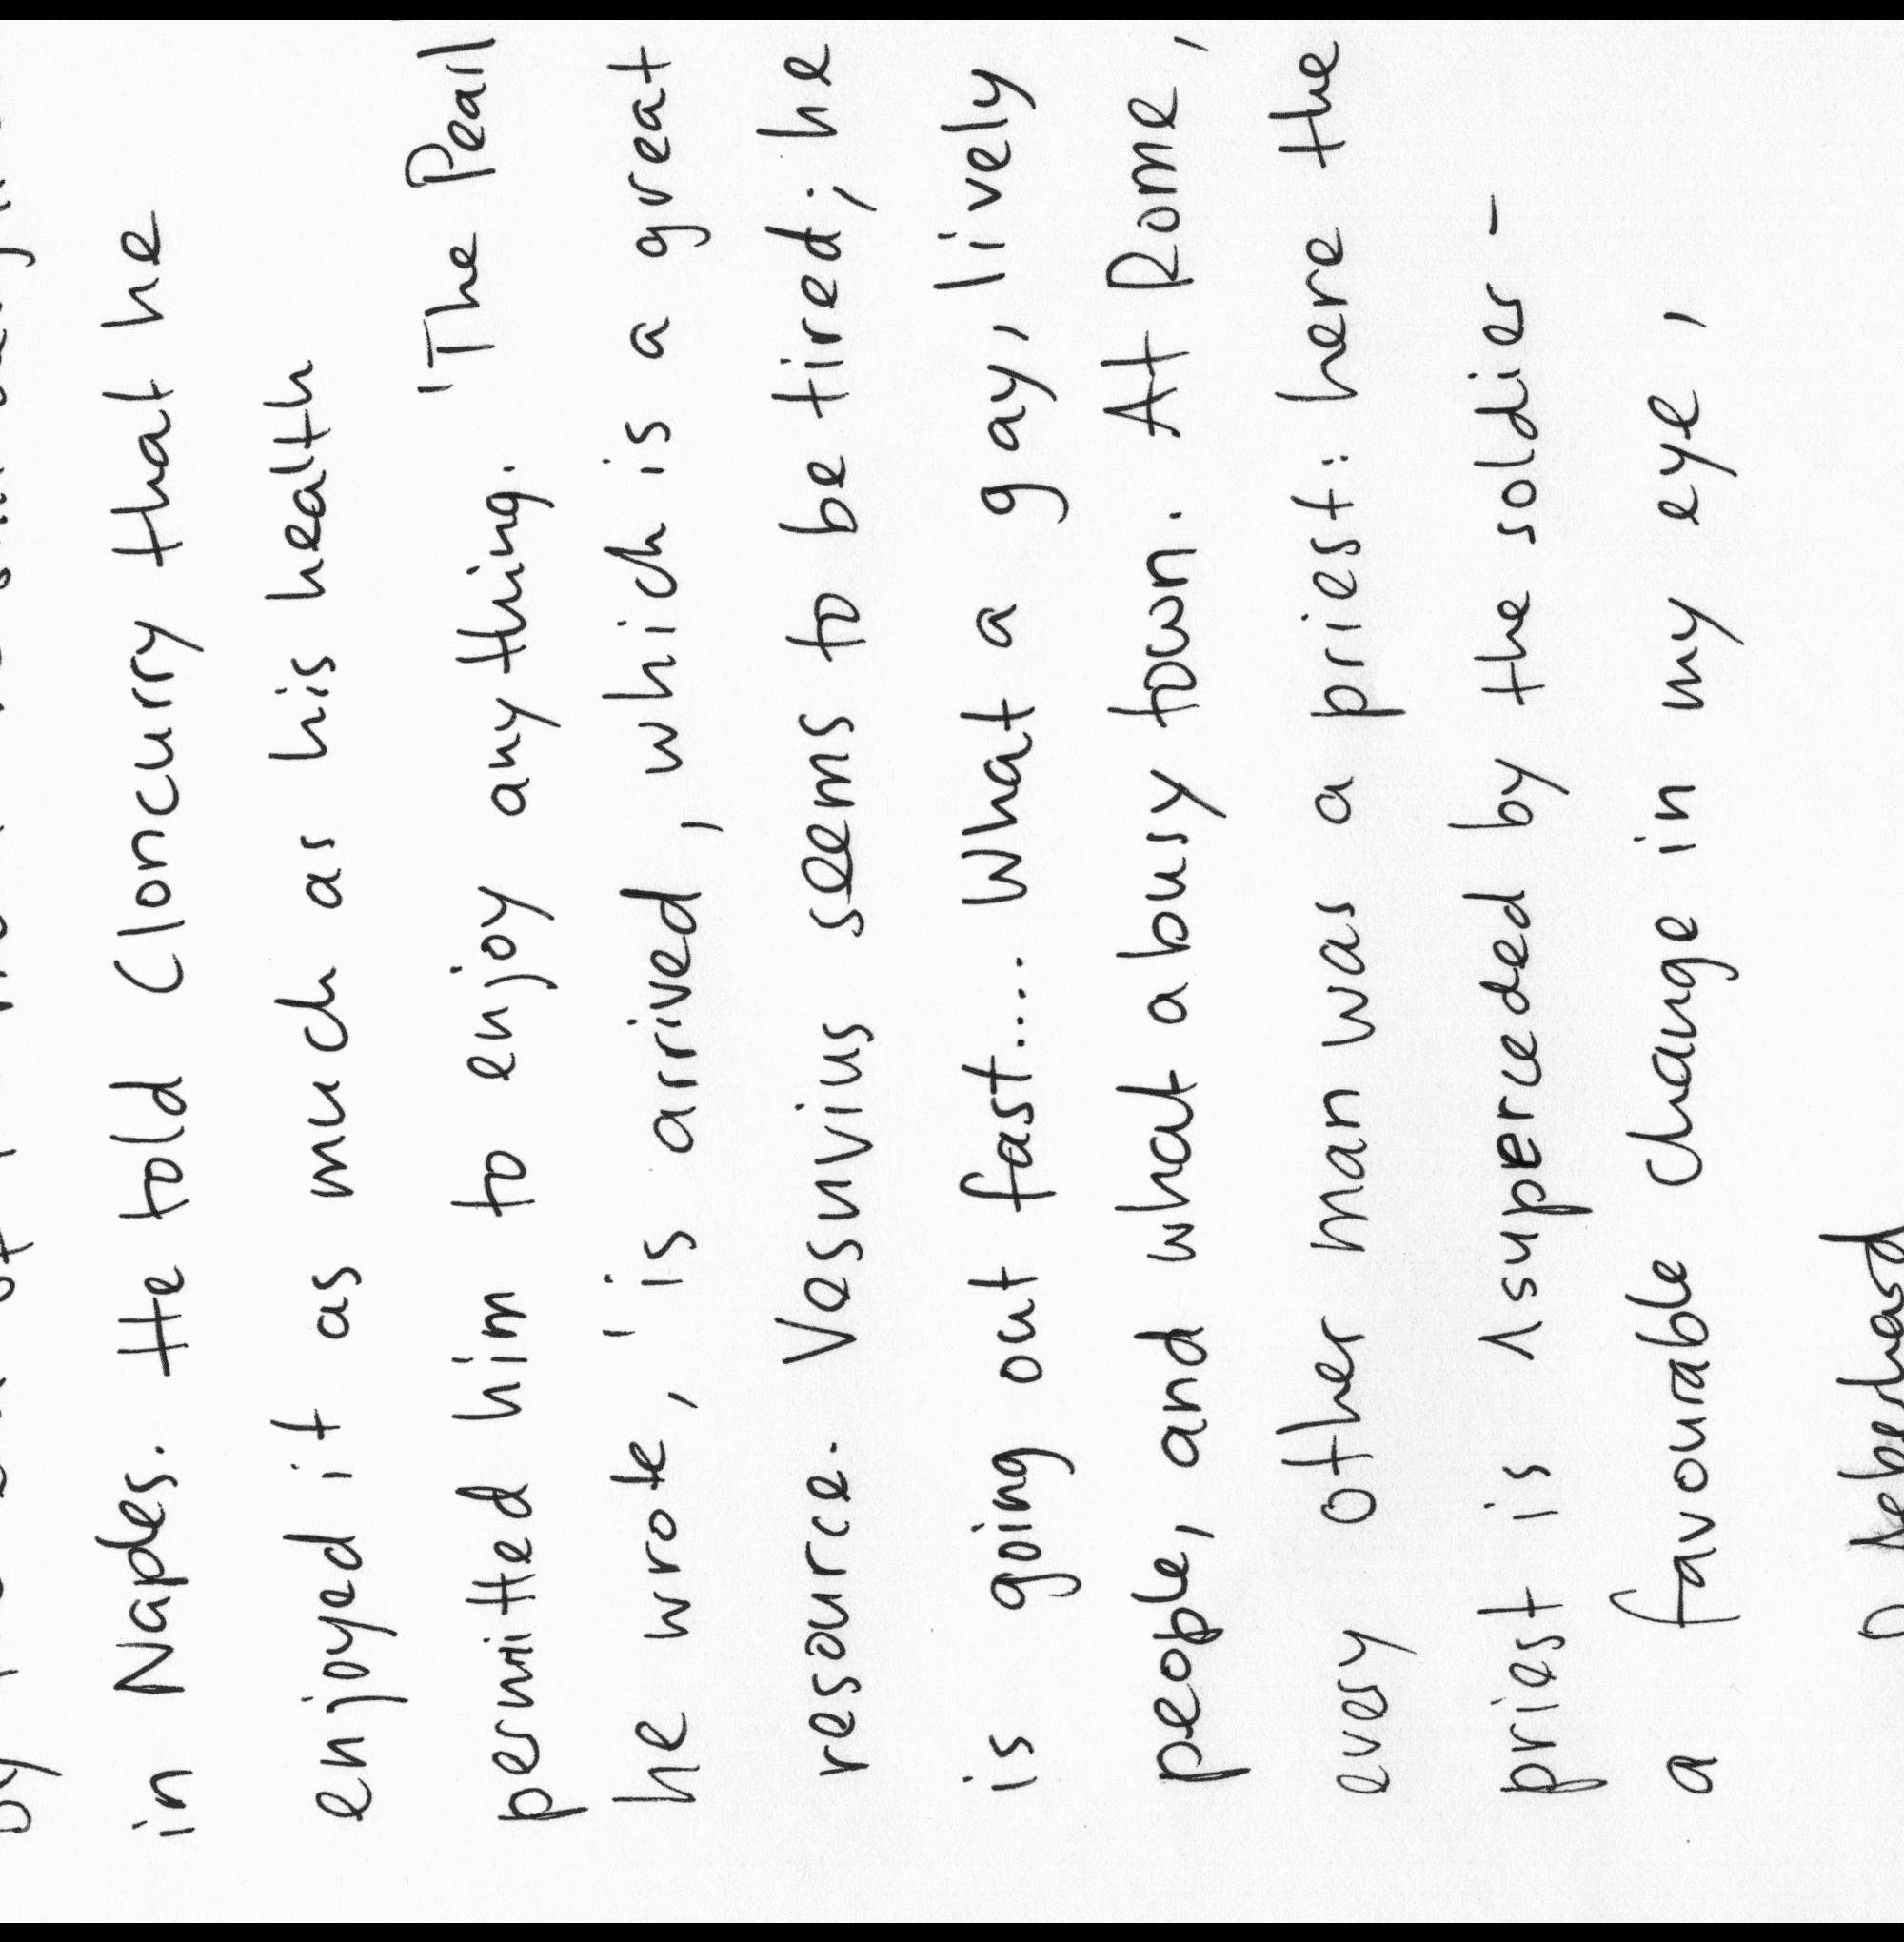 in Naples. He told Cloncurry that he
enjoyed it as much as his health
permitted him to enjoy any thing. 'The Pearl
he wrote, 'is arrived, which is a great
resource. Vesuvius seems to be tired; he
is going out fast.... What a gay, lively
people, and what a busy town. At Rome,
every other man was a priest: here the
priest is superceded by the soldier -
a favourable change in my eye,